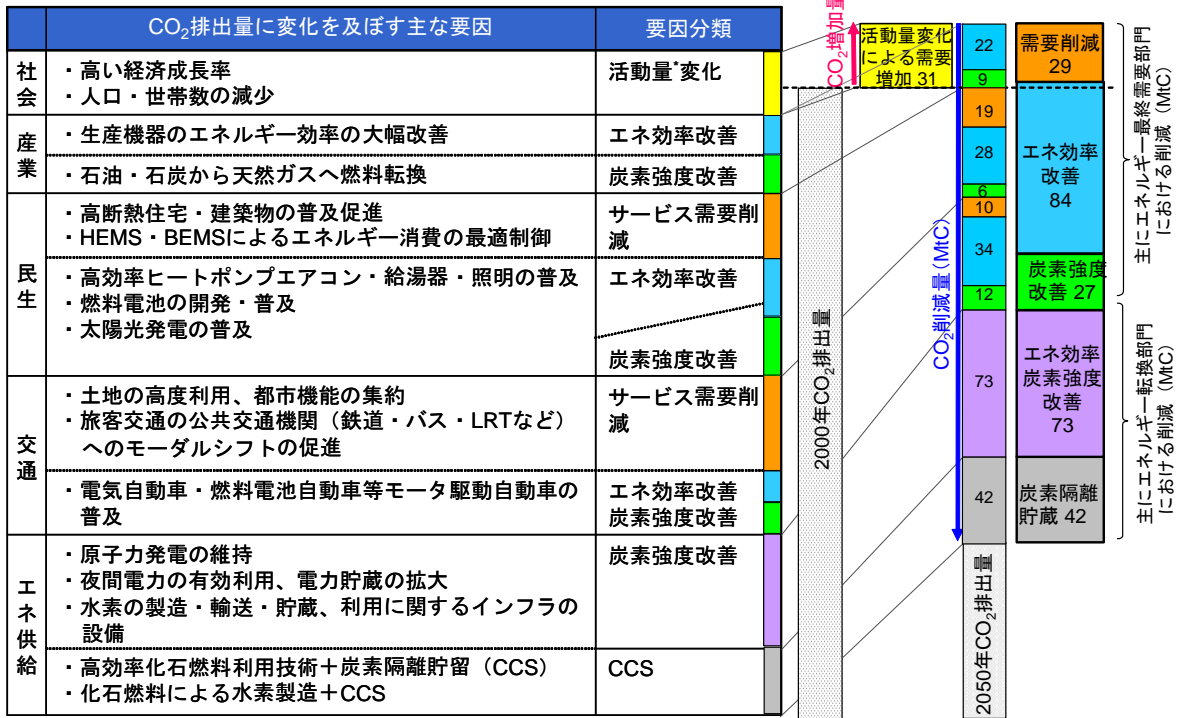 CO₂排出量に変化を及ぼす主な要因
要因分類
社会
・高い経済成長率
・人口・世帯数の減少
活動量*変化
産業
・生産機器のエネルギー効率の大幅改善
エネ効率改善
・石油・石炭から天然ガスへ燃料転換
炭素強度改善
民生
・高断熱住宅・建築物の普及促進
・HEMS・BEMSによるエネルギー消費の最適制御
サービス需要削
減
・高効率ヒートポンプエアコン・給湯器・照明の普及
・燃料電池の開発・普及
・太陽光発電の普及
エネ効率改善
炭素強度改善
交通
・土地の高度利用、都市機能の集約
・旅客交通の公共交通機関（鉄道・バス・LRTなど）
へのモーダルシフトの促進
サービス需要削
減
・電気自動車・燃料電池自動車等モータ駆動自動車の
普及
エネ効率改善
炭素強度改善
エネ供給
・原子力発電の維持
・夜間電力の有効利用、電力貯蔵の拡大
・水素の製造・輸送・貯蔵、利用に関するインフラの
設備
炭素強度改善
・高効率化石燃料利用技術＋炭素隔離貯留（CCS）
・化石燃料による水素製造＋CCS
CCS
CO₂増加量
活動量変化
による需要
増加 31
2000年CO₂排出量
CO₂削減量（MtC）
22
9
19
28
6
10
34
12
73
42
2050年CO₂排出量
需要削減
29
エネ効率
改善
84
炭素強度
改善 27
エネ効率
炭素強度
改善
73
炭素隔離
貯蔵 42
主にエネルギー最終需要部門
における削減（MtC）
主にエネルギー転換部門
における削減（MtC）